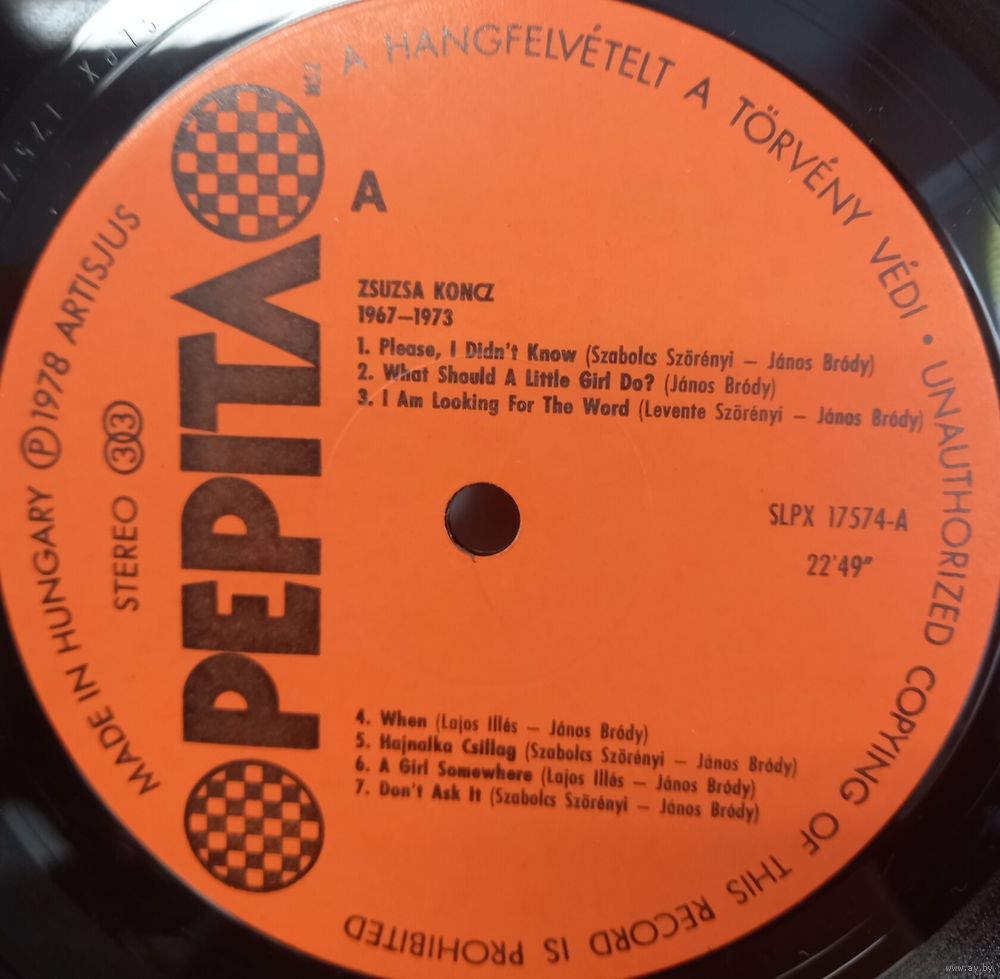 A HANGFELVÉTELT A TÖRVÉNY VÉDI • UNAUTHORIZED COPYING OF THIS RECORD IS PROHIBITED
MADE IN HUNGARY Ⓟ 1978 ARTISJUS
STEREO 33
PEPITA
A
ZSUZSA KONCZ
1967–1973
1. Please, I Didn't Know (Szabolcs Szörényi – János Bródy)
2. What Should A Little Girl Do? (János Bródy)
3. I Am Looking For The Word (Levente Szörényi – János Bródy)
SLPX 17574-A
22'49"
4. When (Lajos Illés – János Bródy)
5. Hajnalka Csillag (Szabolcs Szörényi – János Bródy)
6. A Girl Somewhere (Lajos Illés – János Bródy)
7. Don't Ask It (Szabolcs Szörényi – János Bródy)
www.ay.by